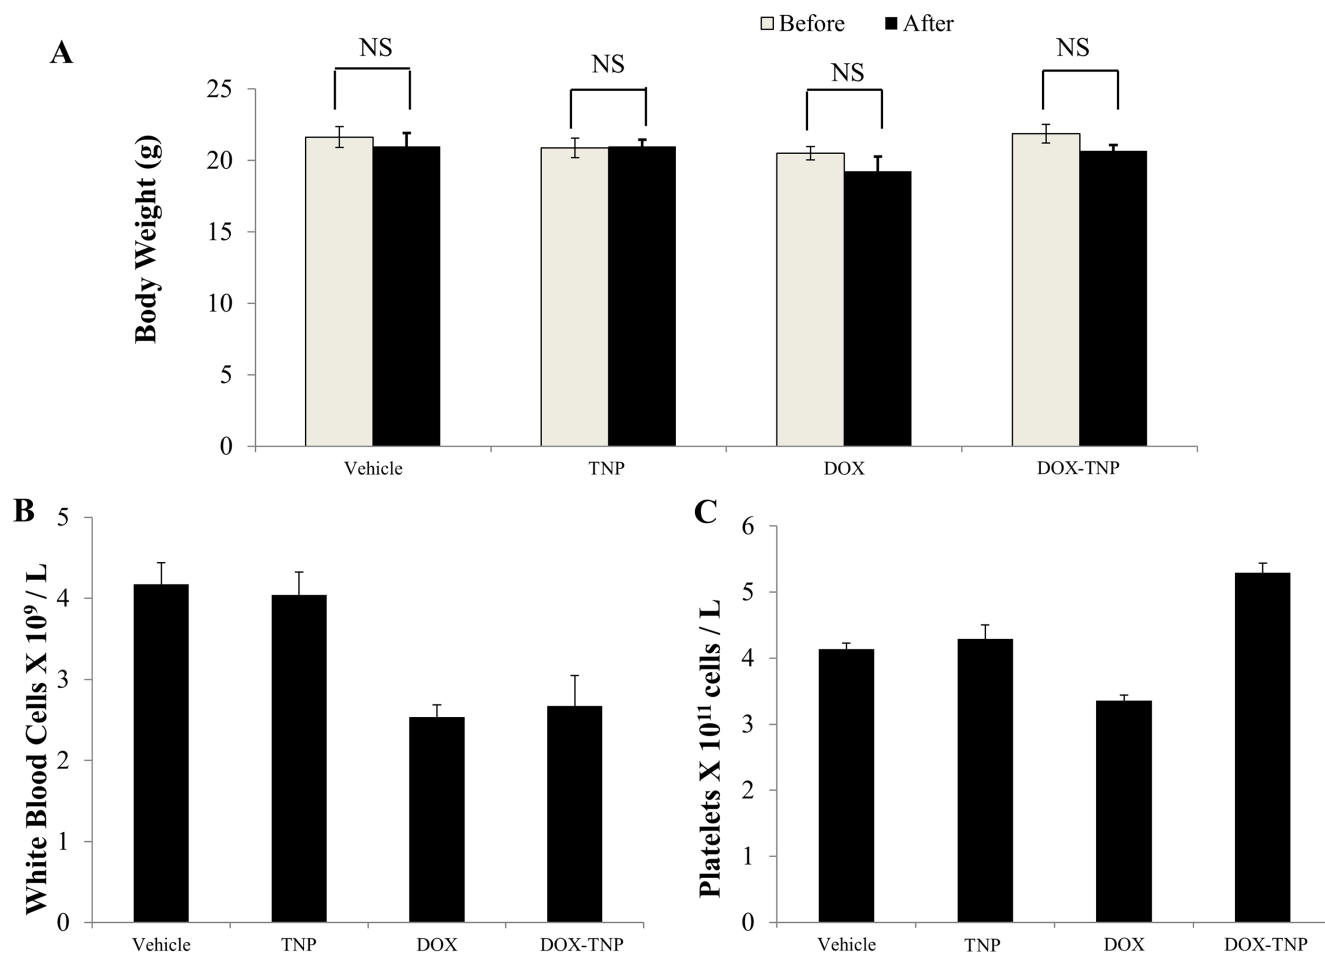 Before After
A
NS NS NS NS
Body Weight (g)
25
20
15
10
5
0
Vehicle TNP DOX DOX-TNP
B
White Blood Cells X 10⁹ / L
5
4
3
2
1
0
Vehicle TNP DOX DOX-TNP
C
Platelets X 10¹¹ cells / L
6
5
4
3
2
1
0
Vehicle TNP DOX DOX-TNP